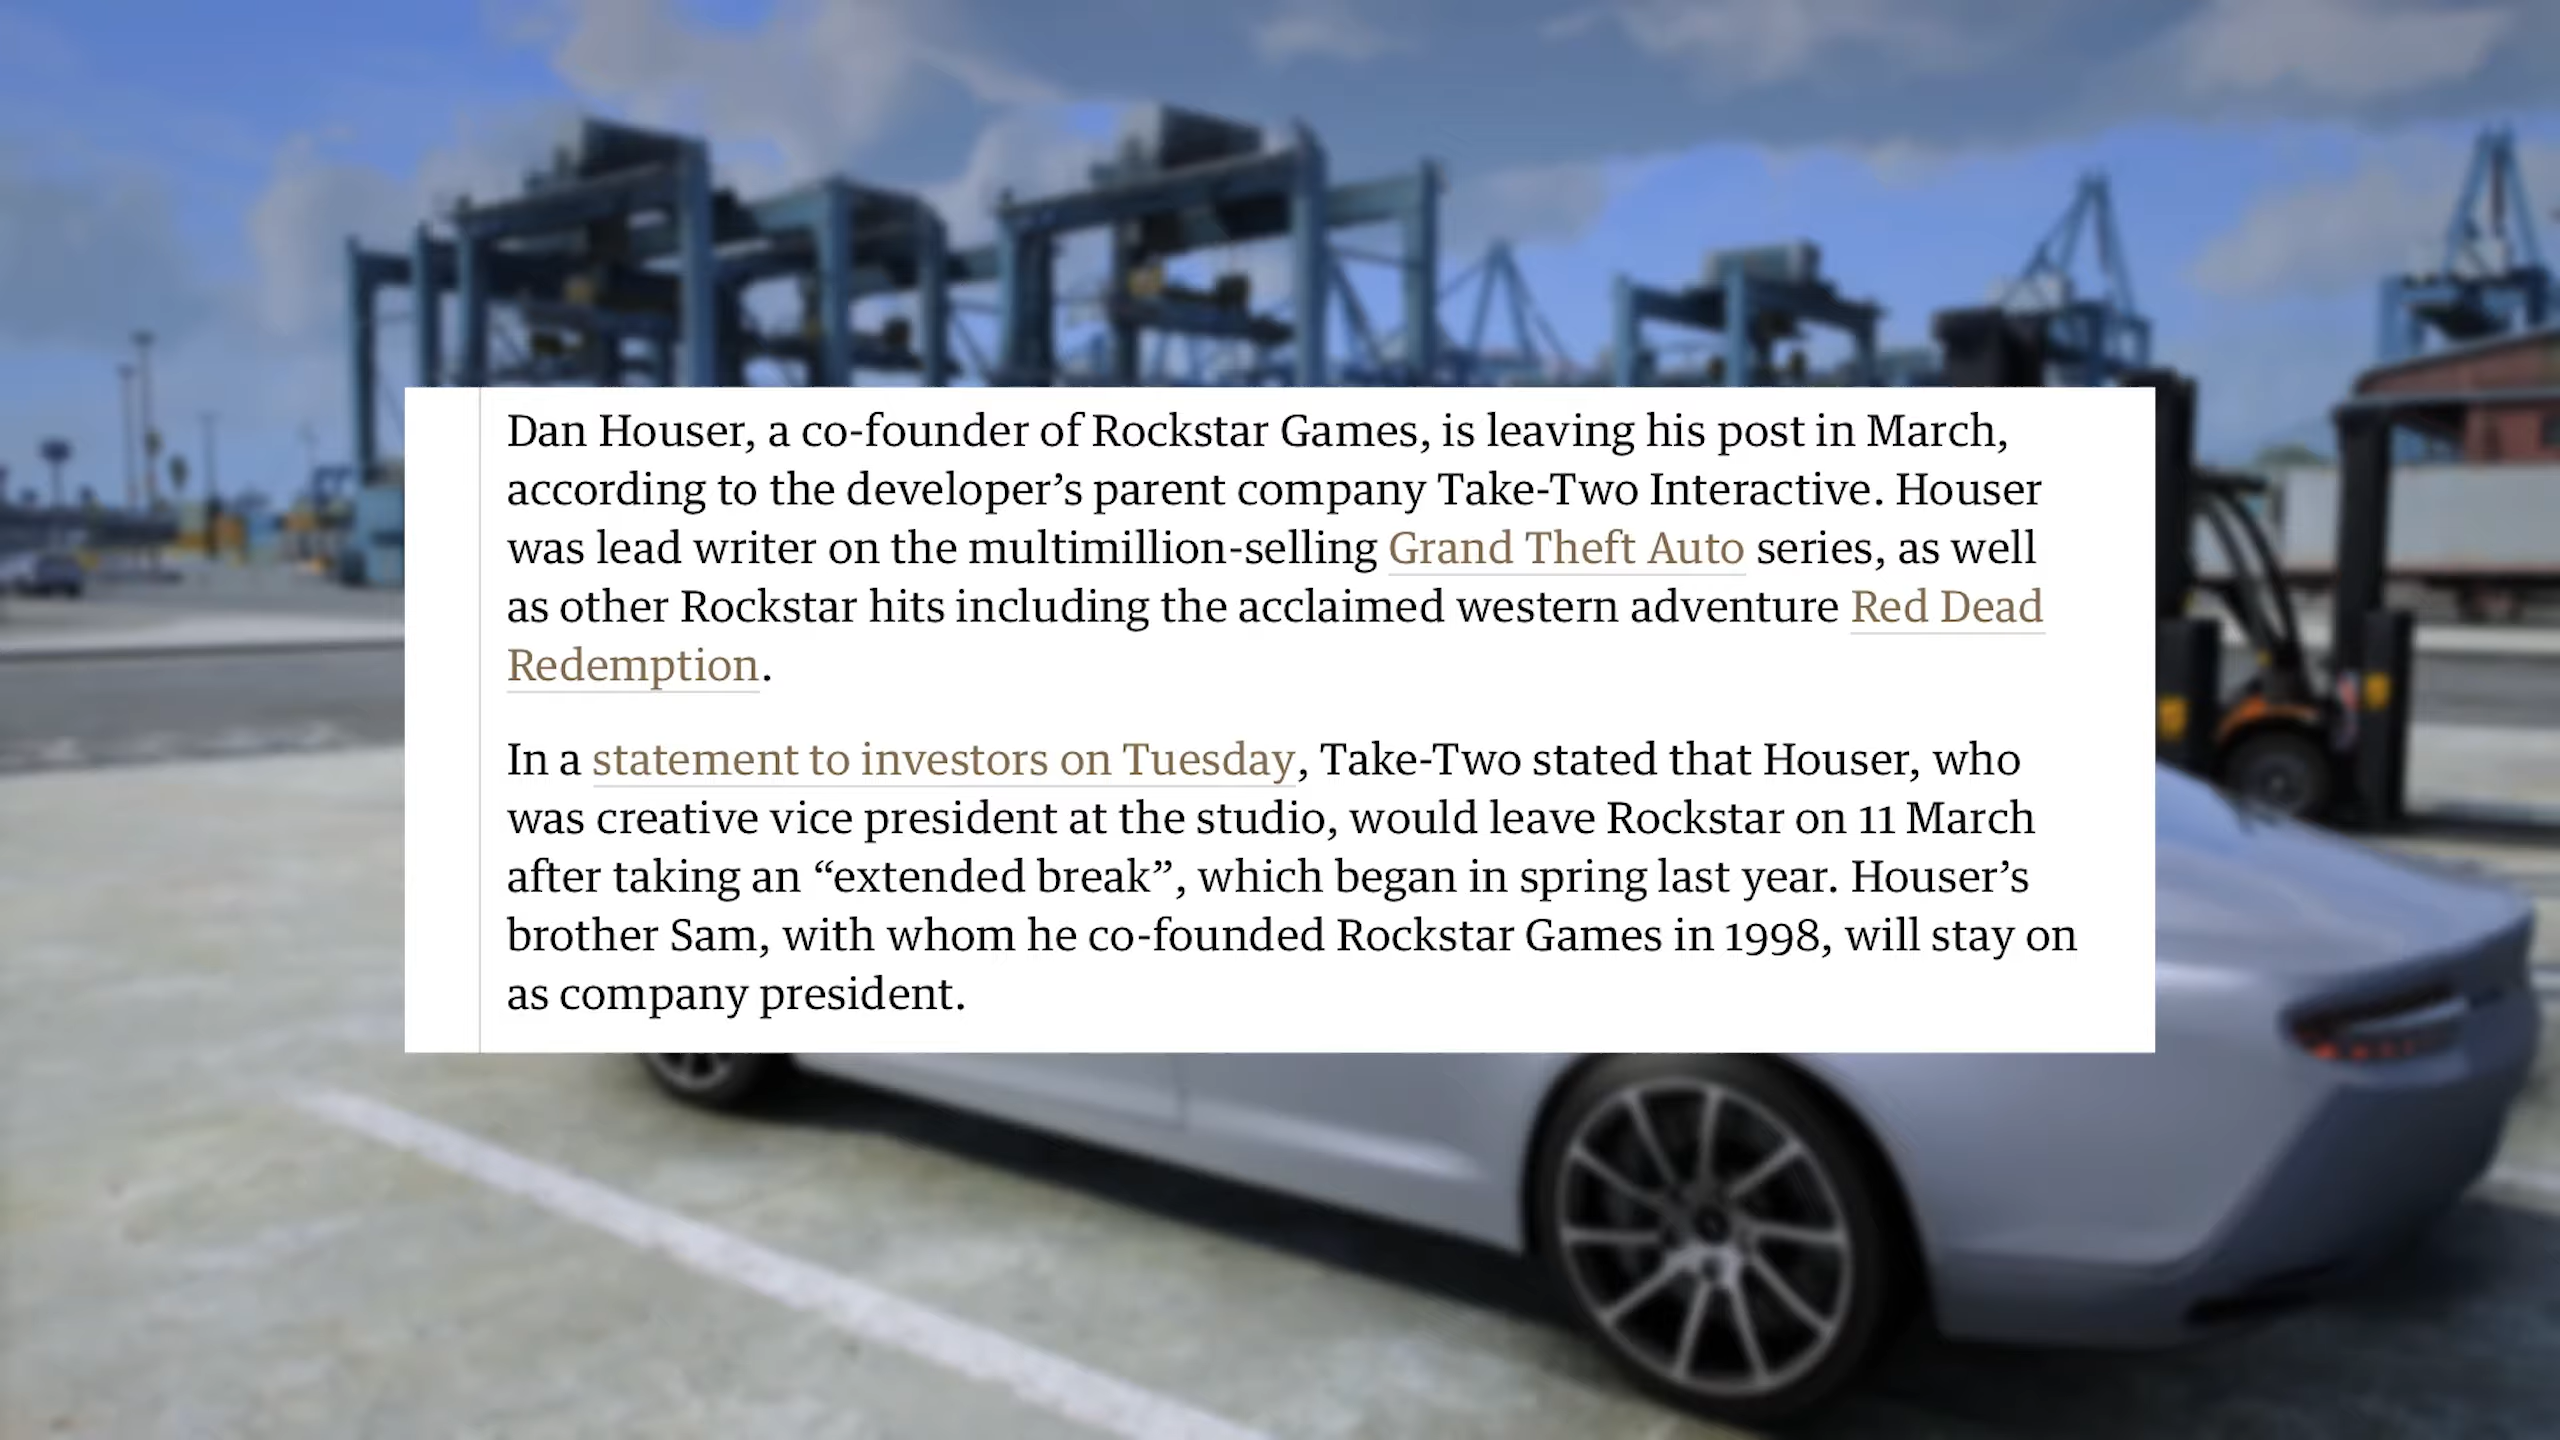 Dan Houser, a co-founder of Rockstar Games, is leaving his post in March,
according to the developer’s parent company Take-Two Interactive. Houser
was lead writer on the multimillion-selling Grand Theft Auto series, as well
as other Rockstar hits including the acclaimed western adventure Red Dead
Redemption.
In a statement to investors on Tuesday, Take-Two stated that Houser, who
was creative vice president at the studio, would leave Rockstar on 11 March
after taking an “extended break”, which began in spring last year. Houser’s
brother Sam, with whom he co-founded Rockstar Games in 1998, will stay on
as company president.